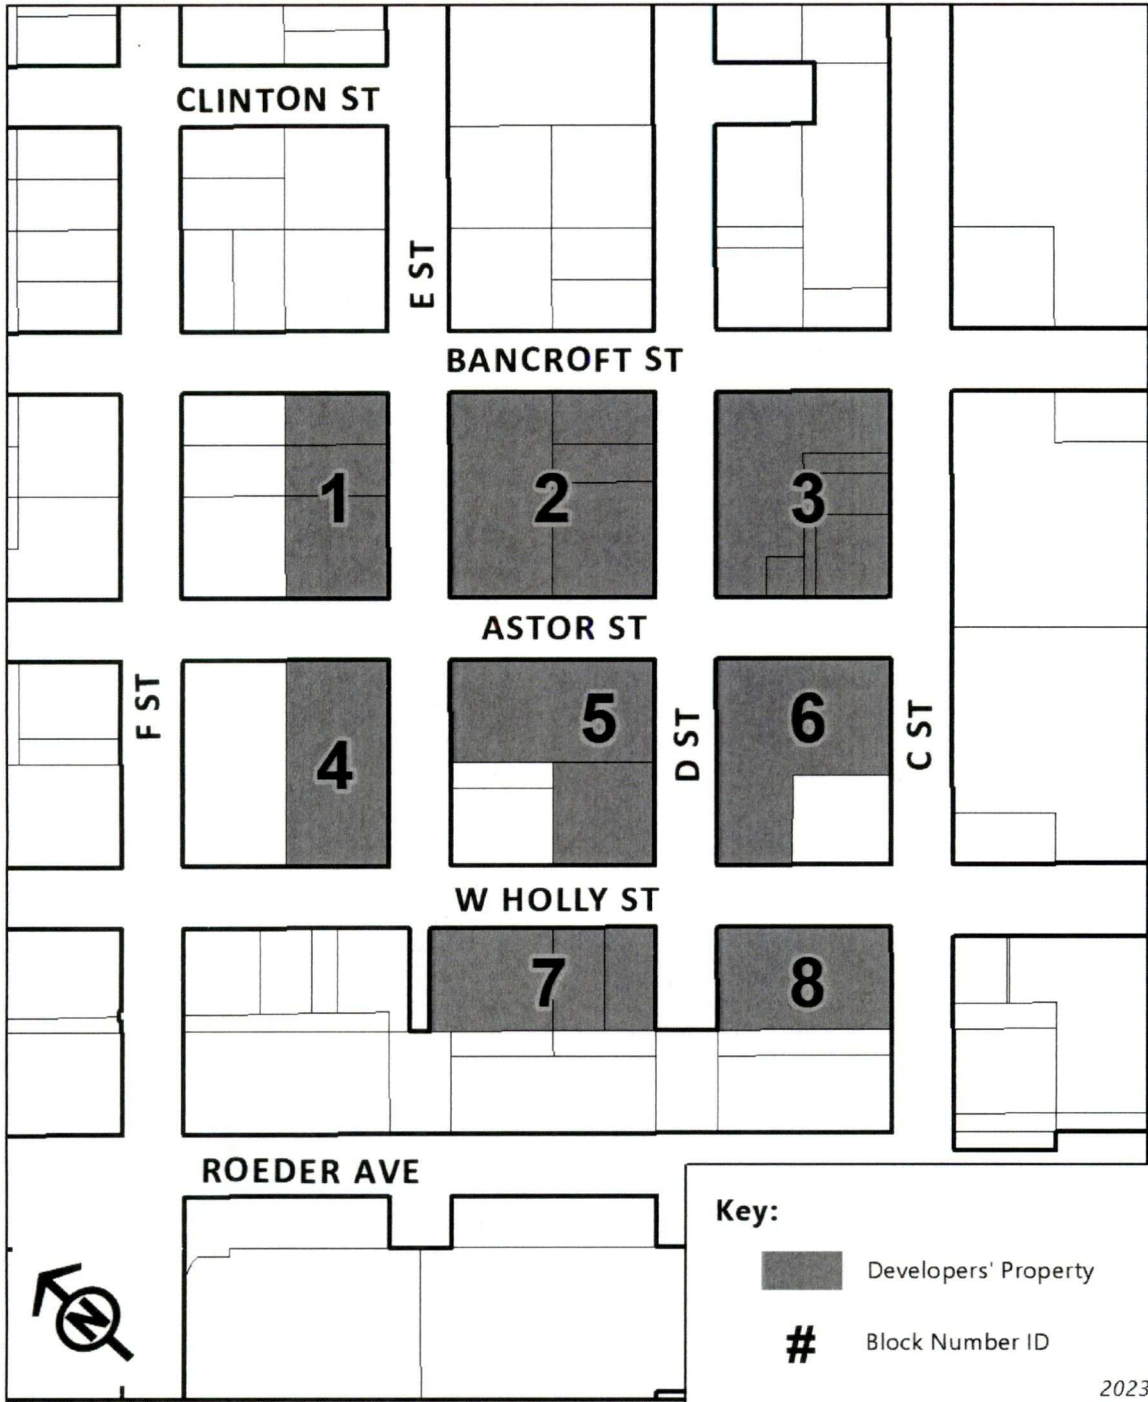 CLINTON ST
E ST
BANCROFT ST
1
2
3
ASTOR ST
F ST
4
5
D ST
6
C ST
W HOLLY ST
7
8
ROEDER AVE
N
Key:
Developers' Property
# Block Number ID
2023